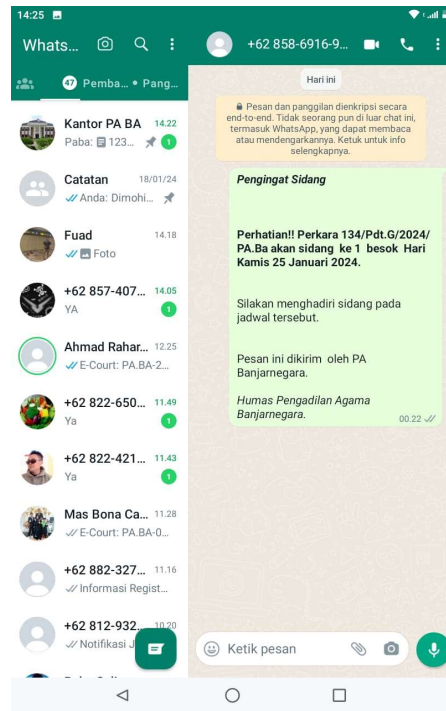 14:25
Whats...
47 Pemba... • Pang...
Kantor PA BA 14.22
Paba: 123... 1
Catatan 18/01/24
Anda: Dimohi...
Fuad 14.18
Foto
+62 857-407... 14.05
YA 1
Ahmad Rahar... 12.25
E-Court: PA.BA-2...
+62 822-650... 11.49
Ya 1
+62 822-421... 11.43
Ya 1
Mas Bona Ca... 11.28
E-Court: PA.BA-0...
+62 882-327... 11.16
Informasi Regist...
+62 812-932... 10.20
Notifikasi J
+62 858-6916-9...
Hari ini
Pesan dan panggilan dienkripsi secara
end-to-end. Tidak seorang pun di luar chat ini,
termasuk WhatsApp, yang dapat membaca
atau mendengarkannya. Ketuk untuk info
selengkapnya.
Pengingat Sidang
Perhatian!! Perkara 134/Pdt.G/2024/
PA.Ba akan sidang ke 1 besok Hari
Kamis 25 Januari 2024.
Silakan menghadiri sidang pada
jadwal tersebut.
Pesan ini dikirim oleh PA
Banjarnegara.
Humas Pengadilan Agama
Banjarnegara.
00.22
Ketik pesan